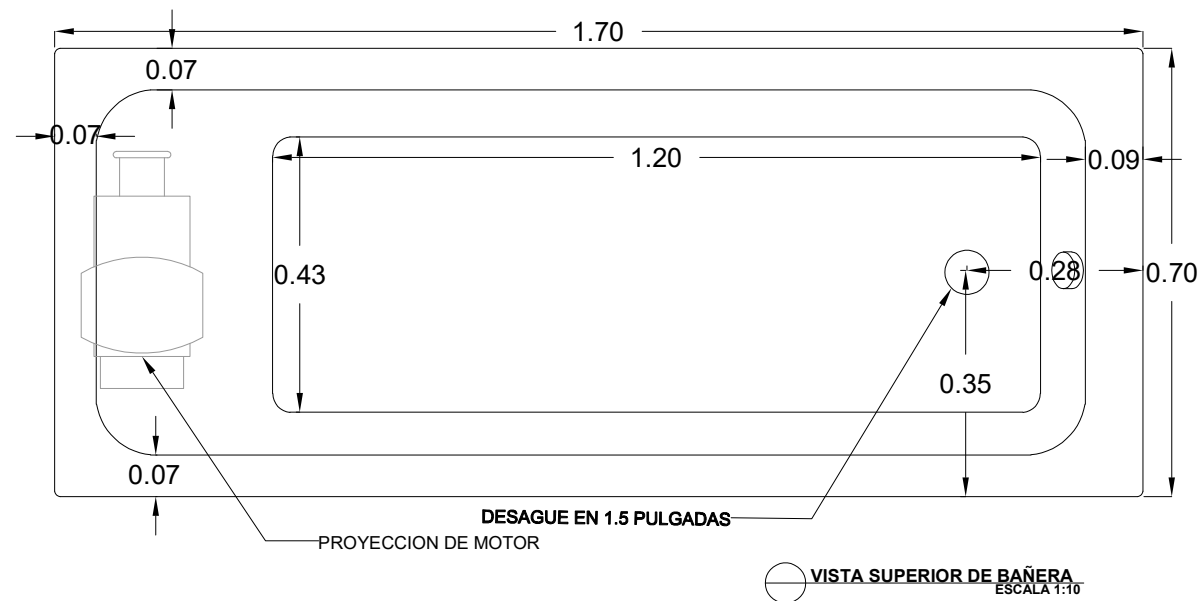 1.70
0.07
0.07
1.20
0.09
0.43
0.28
0.70
0.35
0.07
DESAGUE EN 1.5 PULGADAS
PROYECCION DE MOTOR
VISTA SUPERIOR DE BAÑERA
ESCALA 1:10